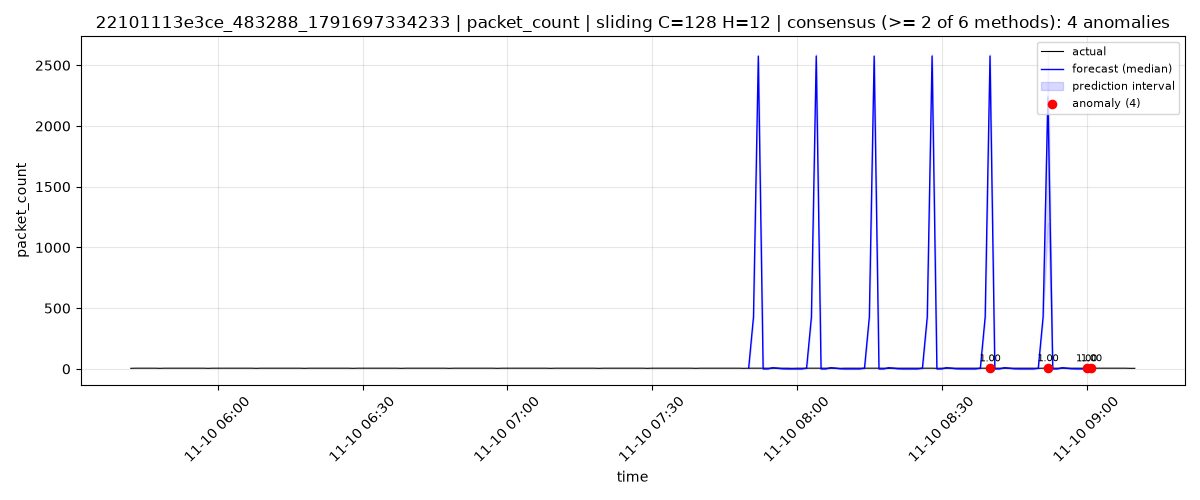 22101113e3ce_483288_1791697334233 | packet_count | sliding C=128 H=12 | consensus (>= 2 of 6 methods): 4 anomalies
actual
forecast (median)
prediction interval
anomaly (4)
packet_count
2500
2000
1500
1000
500
0
1.00
1.00
1.00
11-10 06:00
11-10 06:30
11-10 07:00
11-10 07:30
11-10 08:00
11-10 08:30
11-10 09:00
time